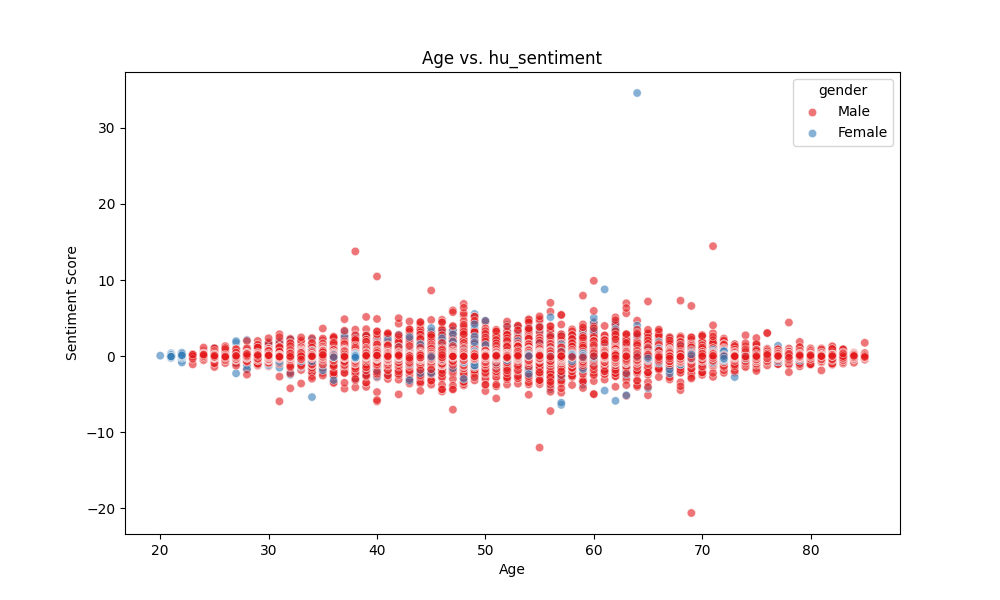 Age vs. hu_sentiment
gender
Male
Female
Sentiment Score
30
20
10
0
−10
−20
20 30 40 50 60 70 80
Age